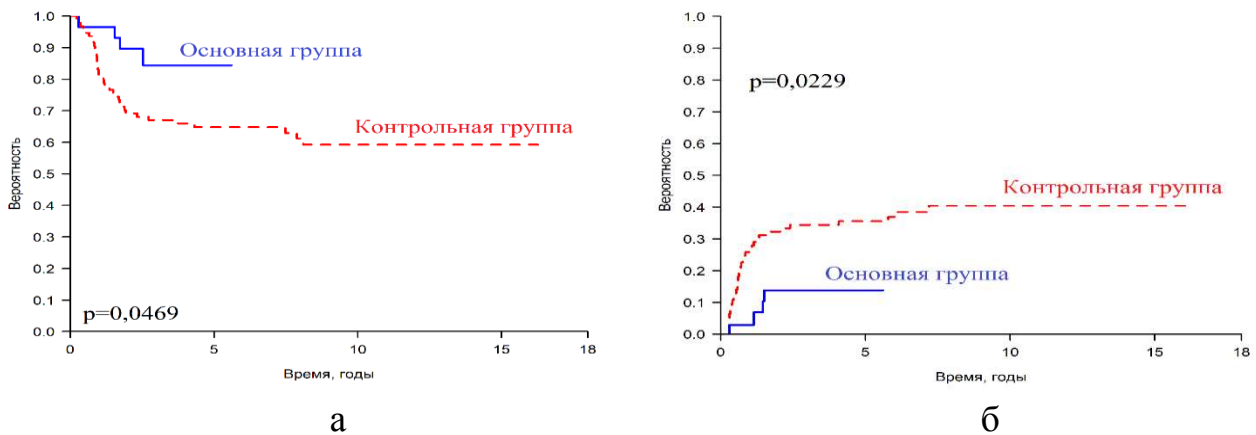 1.0
0.9
0.8
0.7
0.6
0.5
0.4
0.3
0.2
0.1
0.0
Вероятность
Основная группа
Контрольная группа
p=0,0469
0 5 10 15 18
Время, годы
а
1.0
0.9
0.8
0.7
0.6
0.5
0.4
0.3
0.2
0.1
0.0
Вероятность
p=0,0229
Контрольная группа
Основная группа
0 5 10 15 18
Время, годы
б